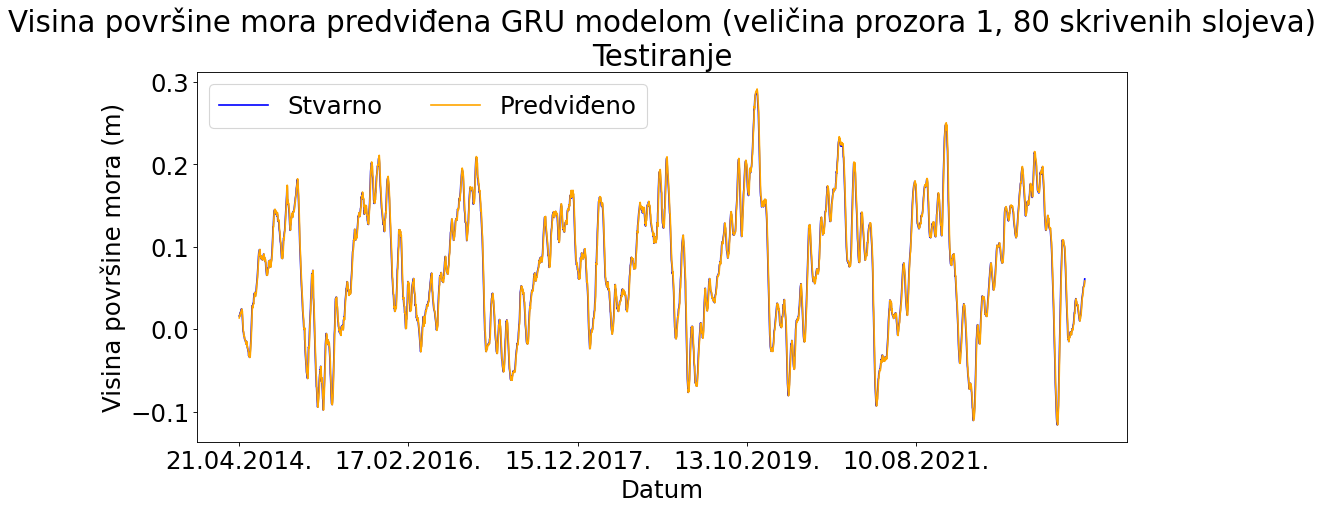 Visina površine mora predviđena GRU modelom (veličina prozora 1, 80 skrivenih slojeva)
Testiranje
Stvarno Predviđeno
Visina površine mora (m)
0.3
0.2
0.1
0.0
−0.1
21.04.2014. 17.02.2016. 15.12.2017. 13.10.2019. 10.08.2021.
Datum